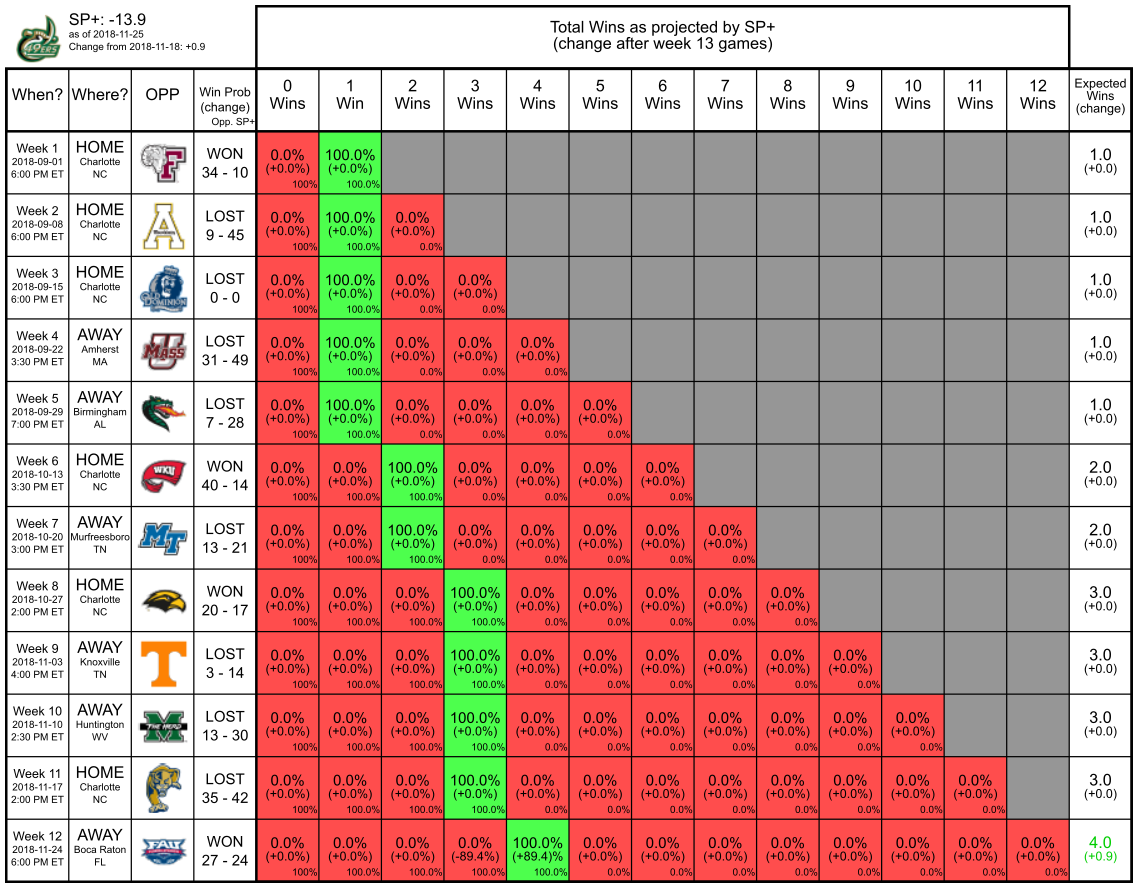 49ERS
SP+: -13.9
as of 2018-11-25
Change from 2018-11-18: +0.9
Total Wins as projected by SP+
(change after week 13 games)
When? Where? OPP Win Prob (change) Opp. SP+ 0 Wins 1 Win 2 Wins 3 Wins 4 Wins 5 Wins 6 Wins 7 Wins 8 Wins 9 Wins 10 Wins 11 Wins 12 Wins Expected Wins (change)
Week 1 HOME F WON 0.0% 100.0% 1.0
2018-09-01 Charlotte 34 - 10 (+0.0%) (+0.0%) (+0.0)
6:00 PM ET NC 100% 100.0%
Week 2 HOME A LOST 0.0% 100.0% 0.0% 1.0
2018-09-08 Charlotte 9 - 45 (+0.0%) (+0.0%) (+0.0%) (+0.0)
6:00 PM ET NC 100% 100.0% 0.0%
Week 3 HOME LOST 0.0% 100.0% 0.0% 0.0% 1.0
2018-09-15 Charlotte DOMINION 0 - 0 (+0.0%) (+0.0%) (+0.0%) (+0.0%) (+0.0)
6:00 PM ET NC 100% 100.0% 0.0% 0.0%
Week 4 AWAY U LOST 0.0% 100.0% 0.0% 0.0% 0.0% 1.0
2018-09-22 Amherst MASS 31 - 49 (+0.0%) (+0.0%) (+0.0%) (+0.0%) (+0.0%) (+0.0)
3:30 PM ET MA 100% 100.0% 0.0% 0.0% 0.0%
Week 5 AWAY LOST 0.0% 100.0% 0.0% 0.0% 0.0% 0.0% 1.0
2018-09-29 Birmingham 7 - 28 (+0.0%) (+0.0%) (+0.0%) (+0.0%) (+0.0%) (+0.0%) (+0.0)
7:00 PM ET AL 100% 100.0% 0.0% 0.0% 0.0% 0.0%
Week 6 HOME WKU WON 0.0% 0.0% 100.0% 0.0% 0.0% 0.0% 0.0% 2.0
2018-10-13 Charlotte 40 - 14 (+0.0%) (+0.0%) (+0.0%) (+0.0%) (+0.0%) (+0.0%) (+0.0%) (+0.0)
3:30 PM ET NC 100% 100.0% 100.0% 0.0% 0.0% 0.0% 0.0%
Week 7 AWAY MT LOST 0.0% 0.0% 100.0% 0.0% 0.0% 0.0% 0.0% 0.0% 2.0
2018-10-20 Murfreesboro 13 - 21 (+0.0%) (+0.0%) (+0.0%) (+0.0%) (+0.0%) (+0.0%) (+0.0%) (+0.0%) (+0.0)
3:00 PM ET TN 100% 100.0% 100.0% 0.0% 0.0% 0.0% 0.0% 0.0%
Week 8 HOME WON 0.0% 0.0% 0.0% 100.0% 0.0% 0.0% 0.0% 0.0% 0.0% 3.0
2018-10-27 Charlotte 20 - 17 (+0.0%) (+0.0%) (+0.0%) (+0.0%) (+0.0%) (+0.0%) (+0.0%) (+0.0%) (+0.0%) (+0.0)
2:00 PM ET NC 100% 100.0% 100.0% 100.0% 0.0% 0.0% 0.0% 0.0% 0.0%
Week 9 AWAY T LOST 0.0% 0.0% 0.0% 100.0% 0.0% 0.0% 0.0% 0.0% 0.0% 0.0% 3.0
2018-11-03 Knoxville 3 - 14 (+0.0%) (+0.0%) (+0.0%) (+0.0%) (+0.0%) (+0.0%) (+0.0%) (+0.0%) (+0.0%) (+0.0%) (+0.0)
4:00 PM ET TN 100% 100.0% 100.0% 100.0% 0.0% 0.0% 0.0% 0.0% 0.0% 0.0%
Week 10 AWAY M LOST 0.0% 0.0% 0.0% 100.0% 0.0% 0.0% 0.0% 0.0% 0.0% 0.0% 0.0% 3.0
2018-11-10 Huntington THE HERD 13 - 30 (+0.0%) (+0.0%) (+0.0%) (+0.0%) (+0.0%) (+0.0%) (+0.0%) (+0.0%) (+0.0%) (+0.0%) (+0.0%) (+0.0)
2:30 PM ET WV 100% 100.0% 100.0% 100.0% 0.0% 0.0% 0.0% 0.0% 0.0% 0.0% 0.0%
Week 11 HOME LOST 0.0% 0.0% 0.0% 100.0% 0.0% 0.0% 0.0% 0.0% 0.0% 0.0% 0.0% 0.0% 3.0
2018-11-17 Charlotte 35 - 42 (+0.0%) (+0.0%) (+0.0%) (+0.0%) (+0.0%) (+0.0%) (+0.0%) (+0.0%) (+0.0%) (+0.0%) (+0.0%) (+0.0%) (+0.0)
2:00 PM ET NC 100% 100.0% 100.0% 100.0% 0.0% 0.0% 0.0% 0.0% 0.0% 0.0% 0.0% 0.0%
Week 12 AWAY FAU WON 0.0% 0.0% 0.0% 0.0% 100.0% 0.0% 0.0% 0.0% 0.0% 0.0% 0.0% 0.0% 0.0% 4.0
2018-11-24 Boca Raton 27 - 24 (+0.0%) (+0.0%) (+0.0%) (-89.4%) (+89.4)% (+0.0%) (+0.0%) (+0.0%) (+0.0%) (+0.0%) (+0.0%) (+0.0%) (+0.0%) (+0.9)
6:00 PM ET FL 100% 100.0% 100.0% 100.0% 100.0% 0.0% 0.0% 0.0% 0.0% 0.0% 0.0% 0.0% 0.0%